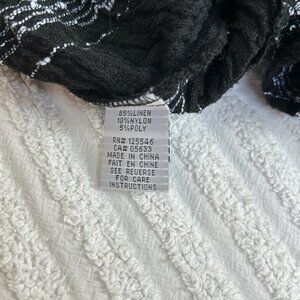 85%LINEN
10%NYLON
5%POLY
RN# 125546
CA# 05633
MADE IN CHINA
FAIT EN CHINE
SEE REVERSE
FOR CARE
INSTRUCTIONS